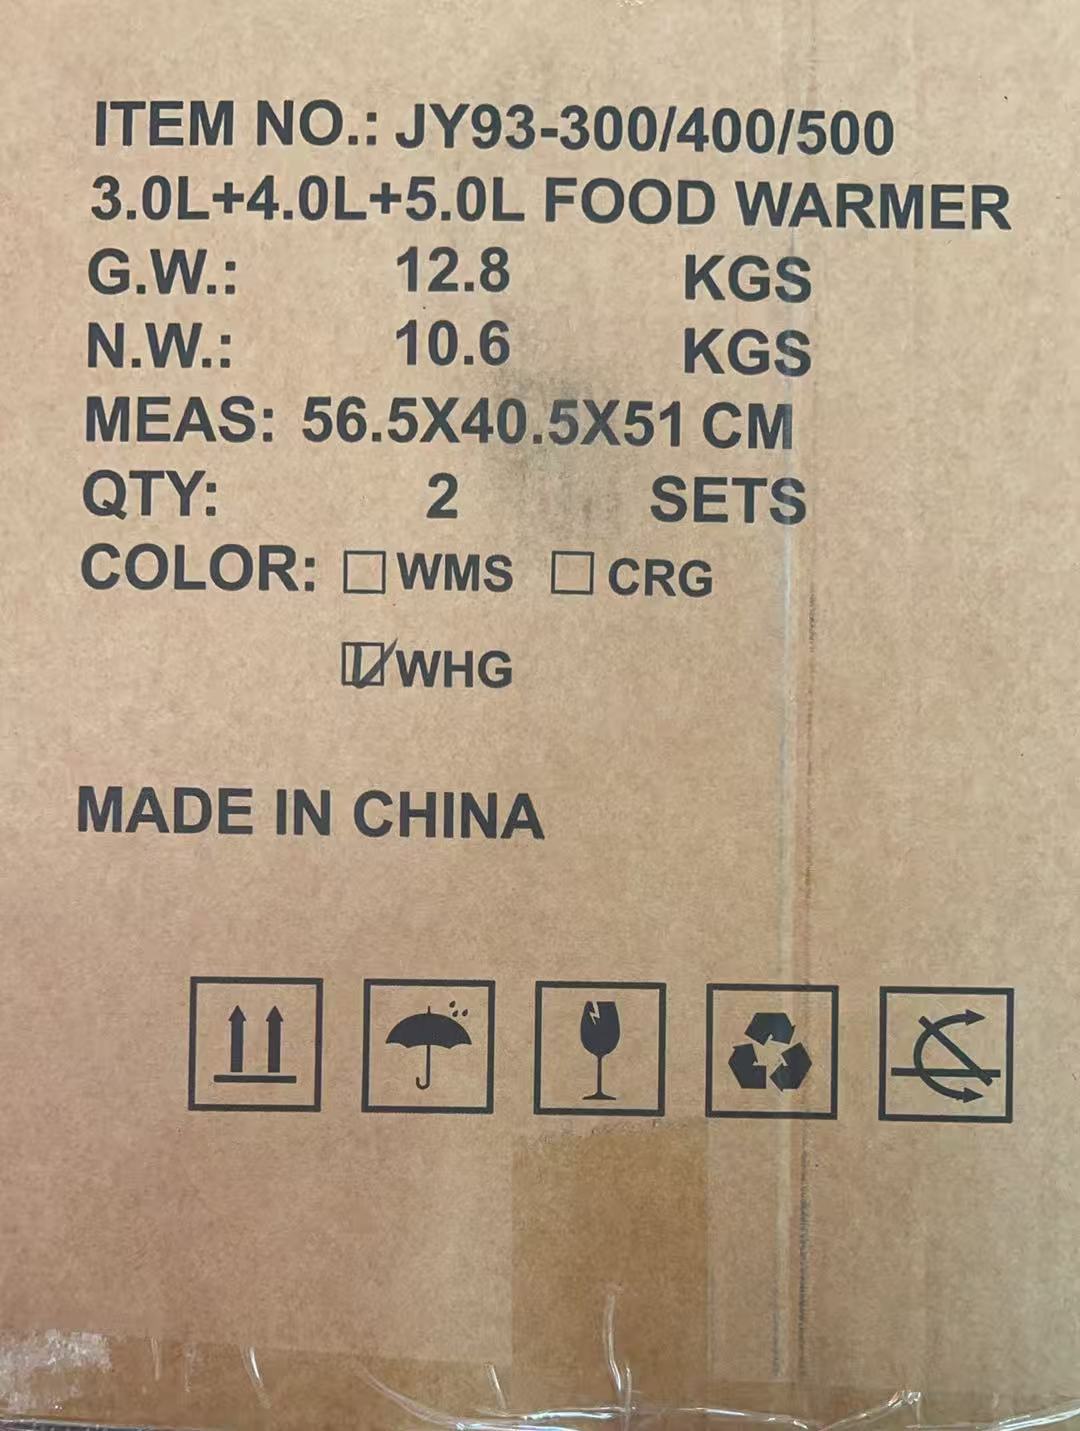 ITEM NO.: JY93-300/400/500
3.0L+4.0L+5.0L FOOD WARMER
G.W.: 12.8 KGS
N.W.: 10.6 KGS
MEAS: 56.5X40.5X51 CM
QTY: 2 SETS
COLOR: ☐ WMS ☐ CRG
☑ WHG
MADE IN CHINA